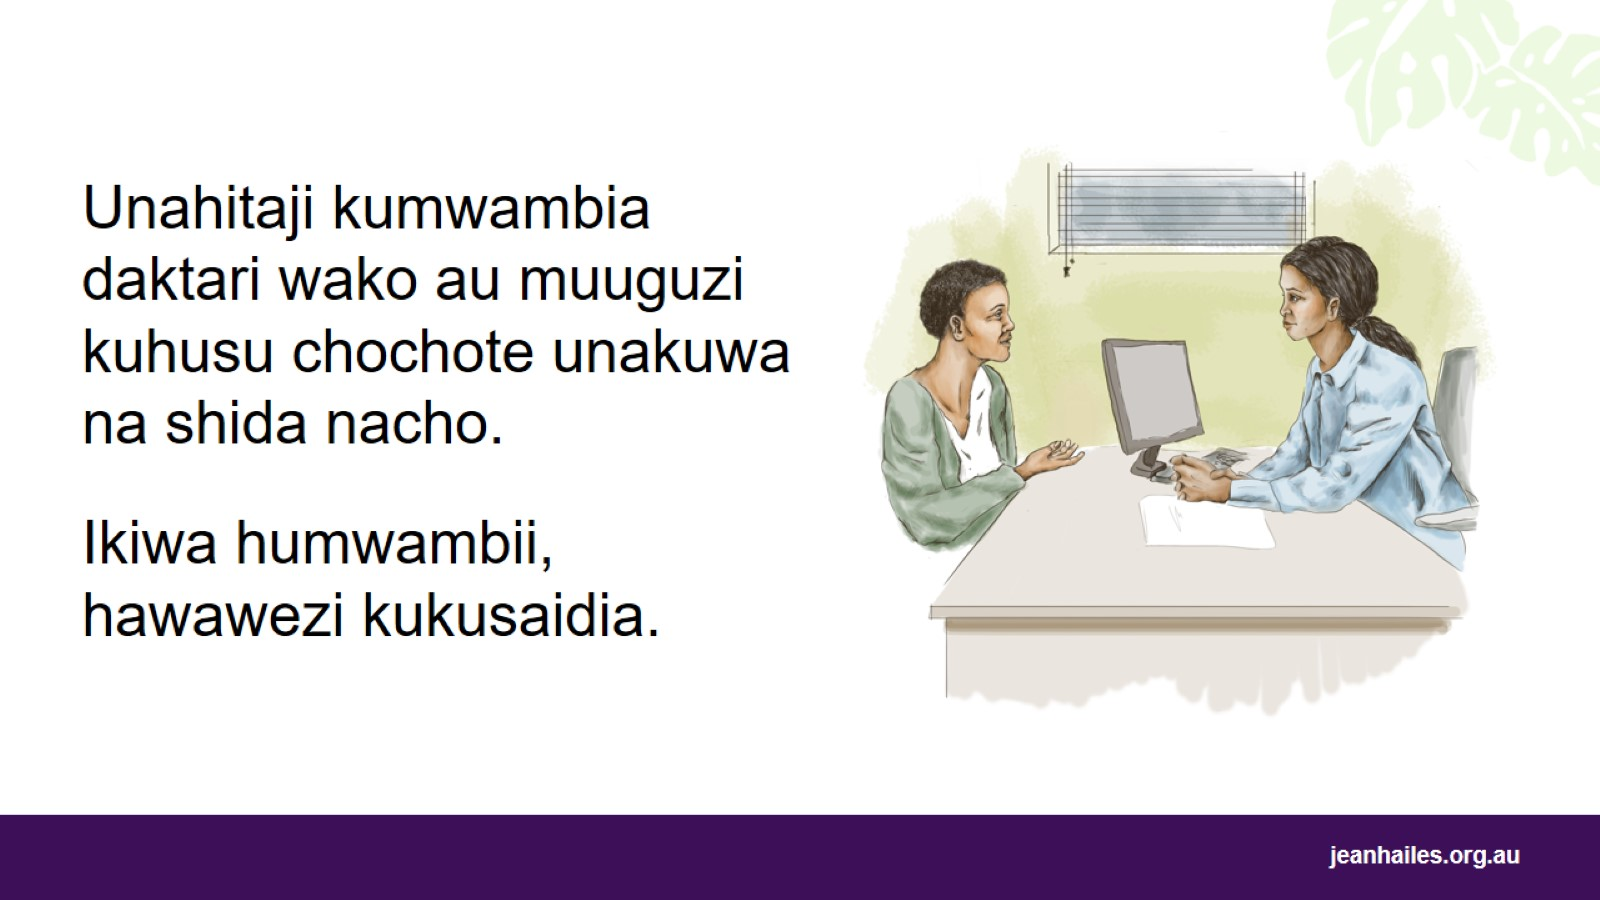 Unahitaji kumwambia
daktari wako au muuguzi
kuhusu chochote unakuwa
na shida nacho.
Ikiwa humwambii,
hawawezi kukusaidia.
jeanhailes.org.au